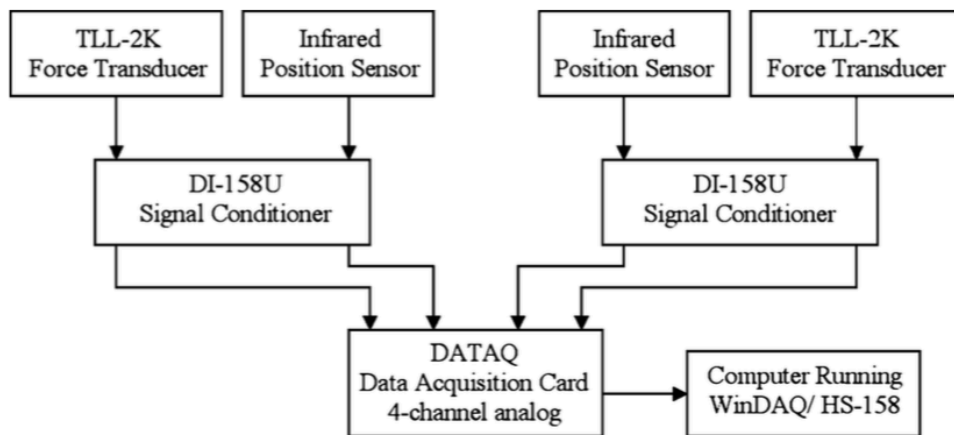 TLL-2K
Force Transducer
Infrared
Position Sensor
Infrared
Position Sensor
TLL-2K
Force Transducer
DI-158U
Signal Conditioner
DI-158U
Signal Conditioner
DATAQ
Data Acquisition Card
4-channel analog
Computer Running
WinDAQ/ HS-158